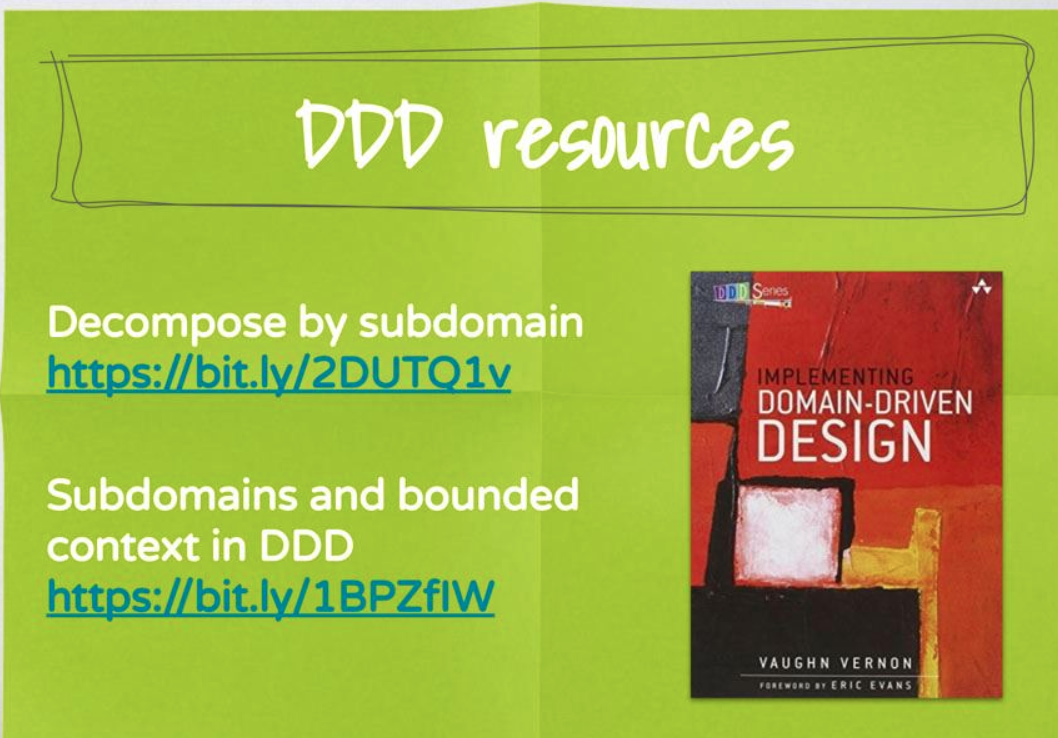 DDD resources
Decompose by subdomain
https://bit.ly/2DUTQ1v
Subdomains and bounded
context in DDD
https://bit.ly/1BPZfIW
DDD Series
IMPLEMENTING
DOMAIN-DRIVEN
DESIGN
VAUGHN VERNON
FOREWORD BY ERIC EVANS